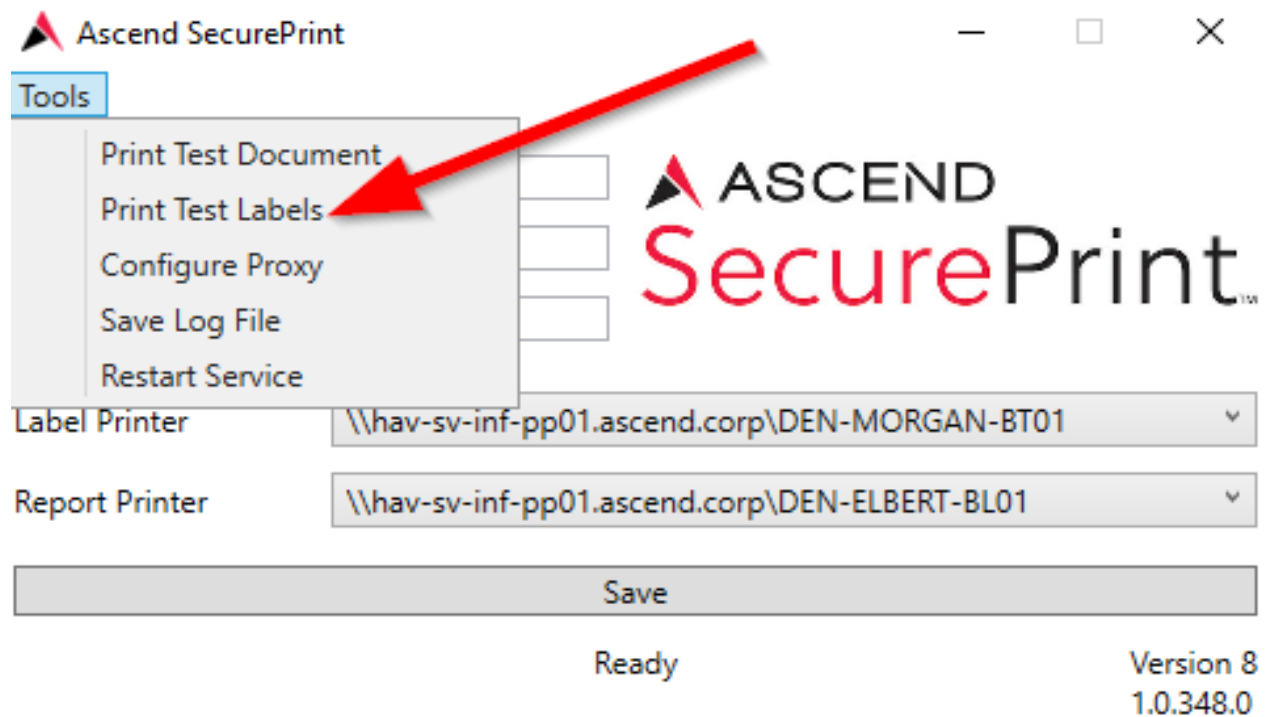 Ascend SecurePrint
Tools
Print Test Document
Print Test Labels
Configure Proxy
Save Log File
Restart Service
ASCEND
SecurePrint™
Label Printer \\hav-sv-inf-pp01.ascend.corp\DEN-MORGAN-BT01
Report Printer \\hav-sv-inf-pp01.ascend.corp\DEN-ELBERT-BL01
Save
Ready Version 8
1.0.348.0